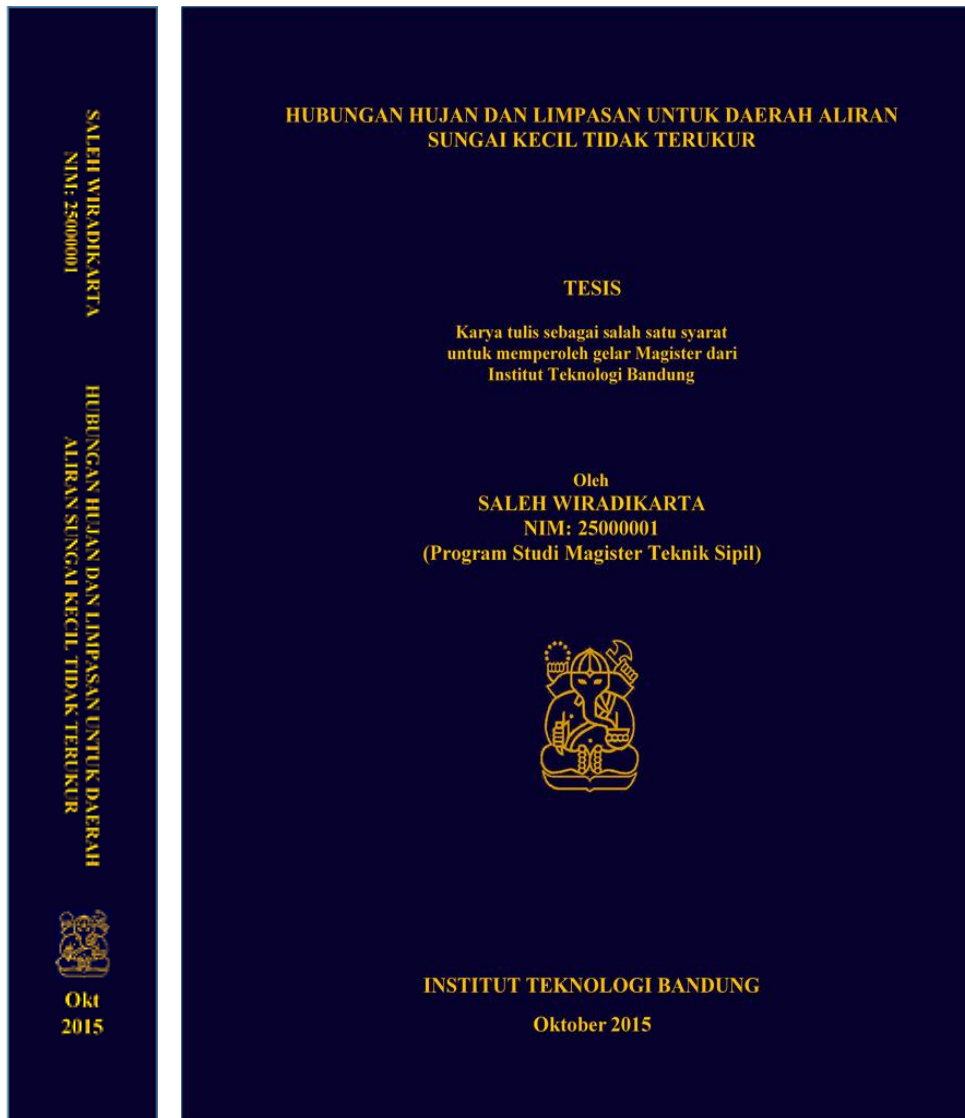 SALEH WIRADIKARTA
NIM: 25000001
HUBUNGAN HUJAN DAN LIMPASAN UNTUK DAERAH
ALIRAN SUNGAI KECIL TIDAK TERUKUR
Okt
2015
HUBUNGAN HUJAN DAN LIMPASAN UNTUK DAERAH ALIRAN
SUNGAI KECIL TIDAK TERUKUR
TESIS
Karya tulis sebagai salah satu syarat
untuk memperoleh gelar Magister dari
Institut Teknologi Bandung
Oleh
SALEH WIRADIKARTA
NIM: 25000001
(Program Studi Magister Teknik Sipil)
INSTITUT TEKNOLOGI BANDUNG
Oktober 2015